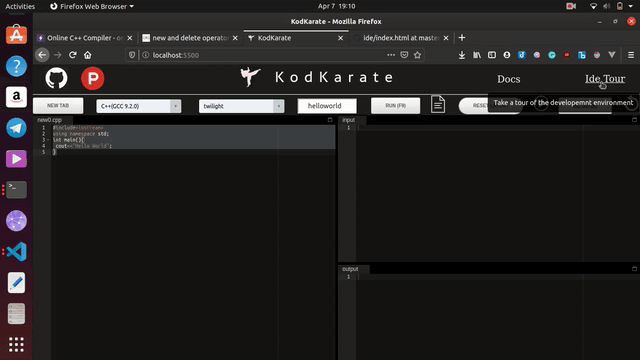 Activities
Firefox Web Browser
Apr 7 19:10
KodKarate - Mozilla Firefox
Online C++ Compiler - o
new and delete operator
KodKarate
ide/index.html at master
localhost:5500
KodKarate
Docs
Ide Tour
NEW TAB
C++(GCC 9.2.0)
twilight
helloworld
RUN (F9)
RESE
Take a tour of the developemnt environment
new0.cpp
1 #include<iostream>
2 using namespace std;
3 int main(){
4 cout<<"Hello World";
5 }
input
1
output
1